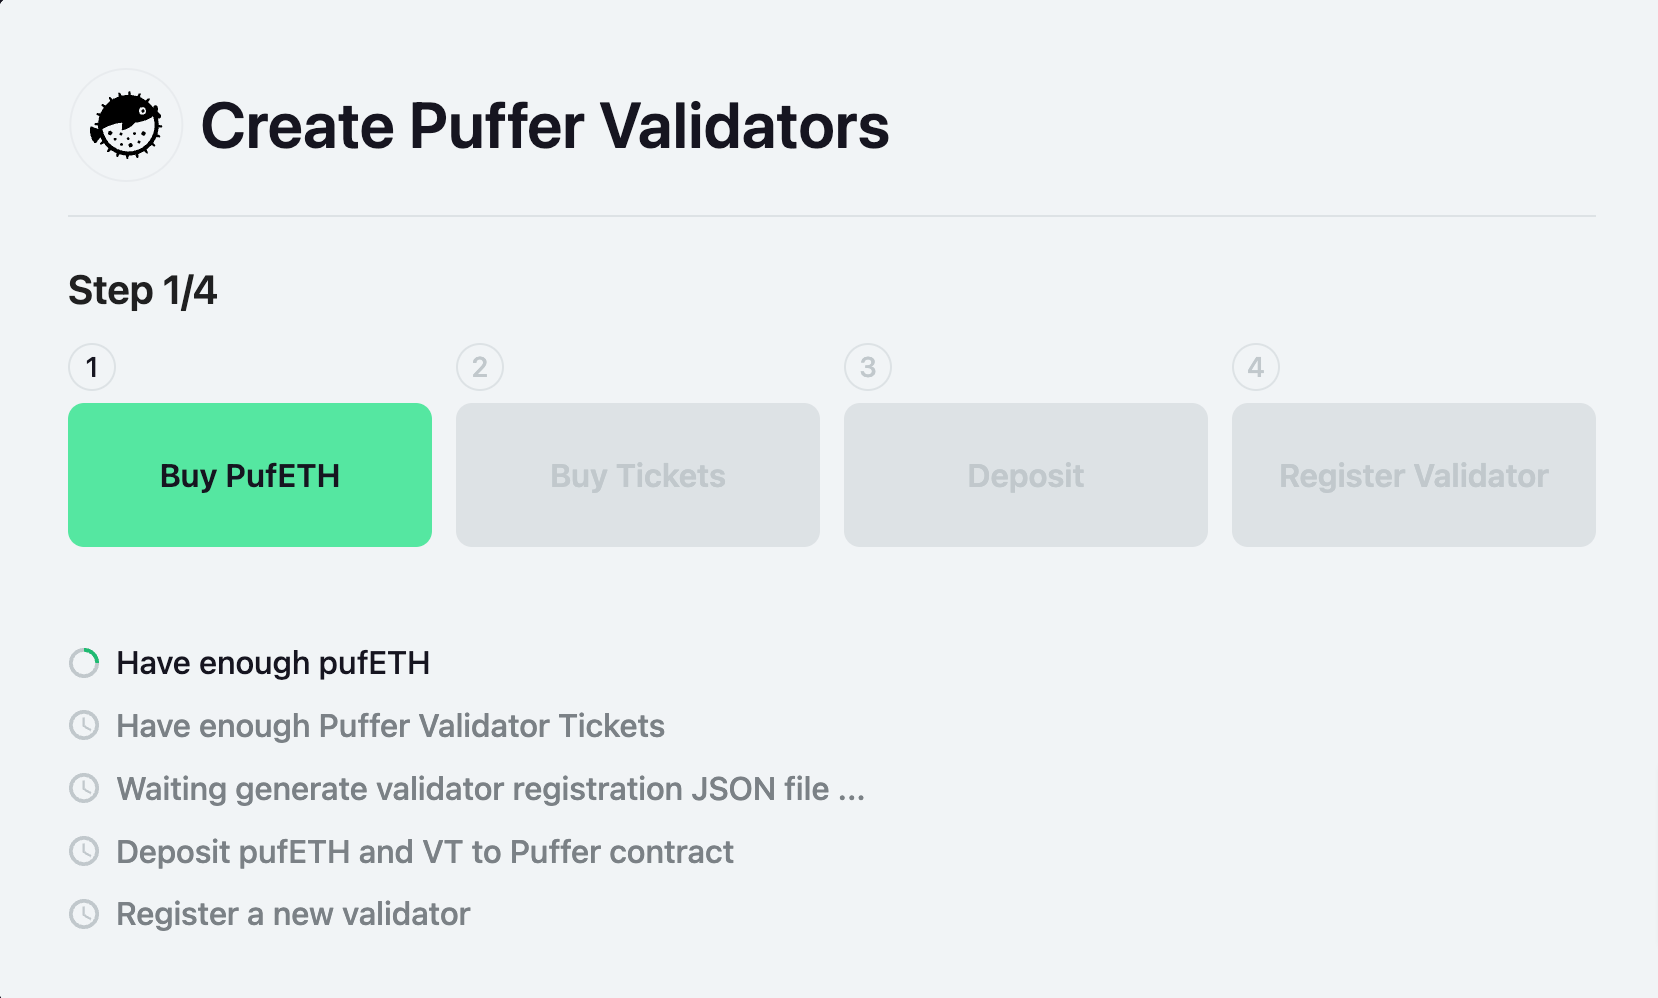 Create Puffer Validators
Step 1/4
1
2
3
4
Buy PufETH
Buy Tickets
Deposit
Register Validator
Have enough pufETH
Have enough Puffer Validator Tickets
Waiting generate validator registration JSON file ...
Deposit pufETH and VT to Puffer contract
Register a new validator